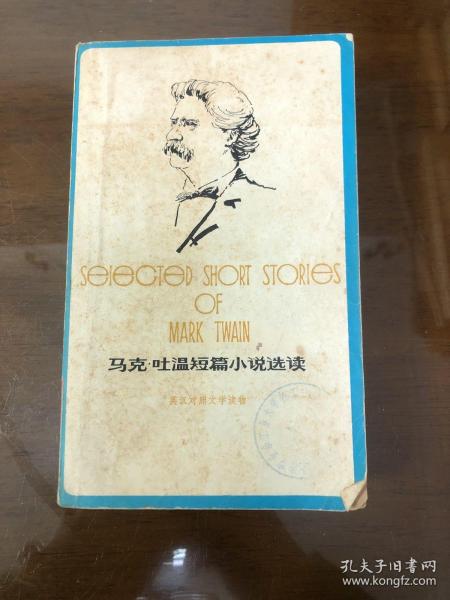 SELECTED SHORT STORIES
OF
MARK TWAIN
马克·吐温短篇小说选读
英汉对照文学读物
孔夫子旧书网
www.kongfz.com